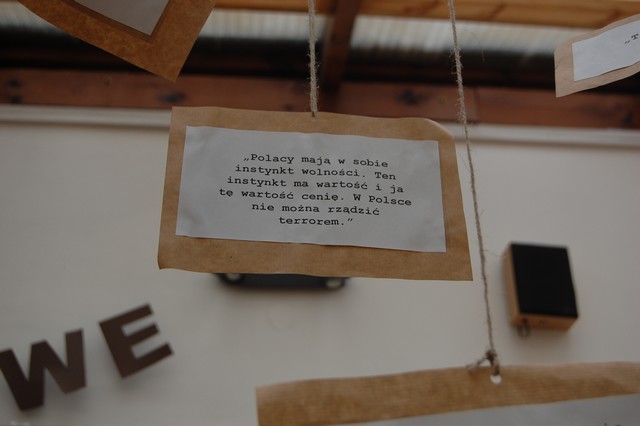 „T
„Polacy mają w sobie
instynkt wolności. Ten
instynkt ma wartość i ja
tę wartość cenię. W Polsce
nie można rządzić
terrorem.”
WE